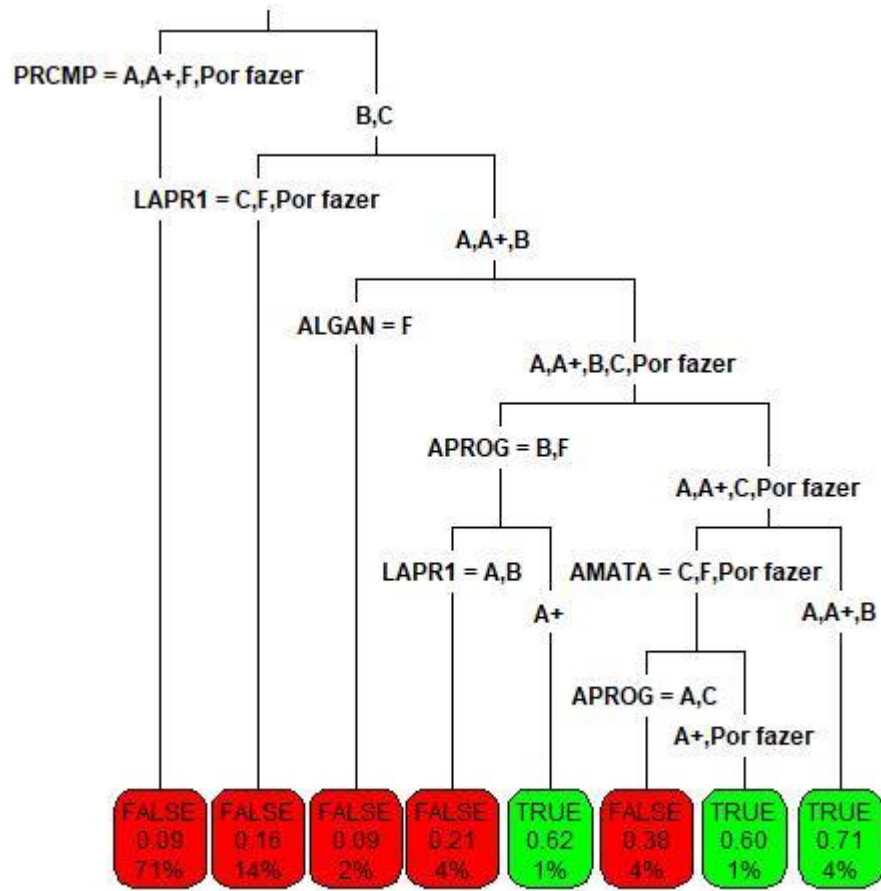 PRCMP = A,A+,F,Por fazer
B,C
LAPR1 = C,F,Por fazer
A,A+,B
ALGAN = F
A,A+,B,C,Por fazer
APROG = B,F
A,A+,C,Por fazer
LAPR1 = A,B
A+
AMATA = C,F,Por fazer
A,A+,B
APROG = A,C
A+,Por fazer
FALSE
0.09
71%
FALSE
0.16
14%
FALSE
0.09
2%
FALSE
0.21
4%
TRUE
0.62
1%
FALSE
0.38
4%
TRUE
0.60
1%
TRUE
0.71
4%